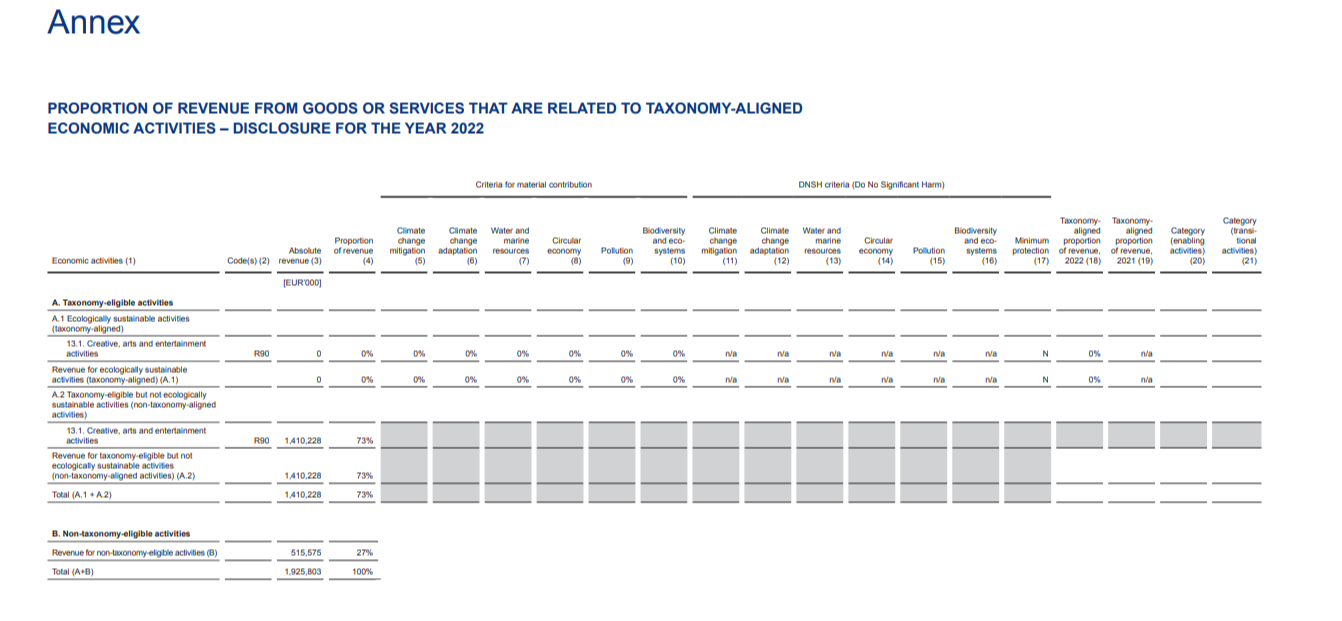 Annex
PROPORTION OF REVENUE FROM GOODS OR SERVICES THAT ARE RELATED TO TAXONOMY-ALIGNED
ECONOMIC ACTIVITIES – DISCLOSURE FOR THE YEAR 2022
Criteria for material contribution DNSH criteria (Do No Significant Harm)
Economic activities (1)
Code(s) (2)
Absolute
revenue (3)
Proportion
of revenue
(4)
Climate
change
mitigation
(5)
Climate
change
adaptation
(6)
Water and
marine
resources
(7)
Circular
economy
(8)
Pollution
(9)
Biodiversity
and eco-
systems
(10)
Climate
change
mitigation
(11)
Climate
change
adaptation
(12)
Water and
marine
resources
(13)
Circular
economy
(14)
Pollution
(15)
Biodiversity
and eco-
systems
(16)
Minimum
protection
(17)
Taxonomy-
aligned
proportion
of revenue,
2022 (18)
Taxonomy-
aligned
proportion
of revenue,
2021 (19)
Category
(enabling
activities)
(20)
Category
(transi-
tional
activities)
(21)
[EUR'000]
A. Taxonomy-eligible activities
A.1 Ecologically sustainable activities
(taxonomy-aligned)
13.1. Creative, arts and entertainment
activities R90 0 0% 0% 0% 0% 0% 0% 0% n/a n/a n/a n/a n/a n/a N 0% n/a
Revenue for ecologically sustainable
activities (taxonomy-aligned) (A.1) 0 0% 0% 0% 0% 0% 0% 0% n/a n/a n/a n/a n/a n/a N 0% n/a
A.2 Taxonomy-eligible but not ecologically
sustainable activities (non-taxonomy-aligned
activities)
13.1. Creative, arts and entertainment
activities R90 1,410,228 73%
Revenue for taxonomy-eligible but not
ecologically sustainable activities
(non-taxonomy-aligned activities) (A.2) 1,410,228 73%
Total (A.1 + A.2) 1,410,228 73%
B. Non-taxonomy-eligible activities
Revenue for non-taxonomy-eligible activities (B) 515,575 27%
Total (A+B) 1,925,803 100%